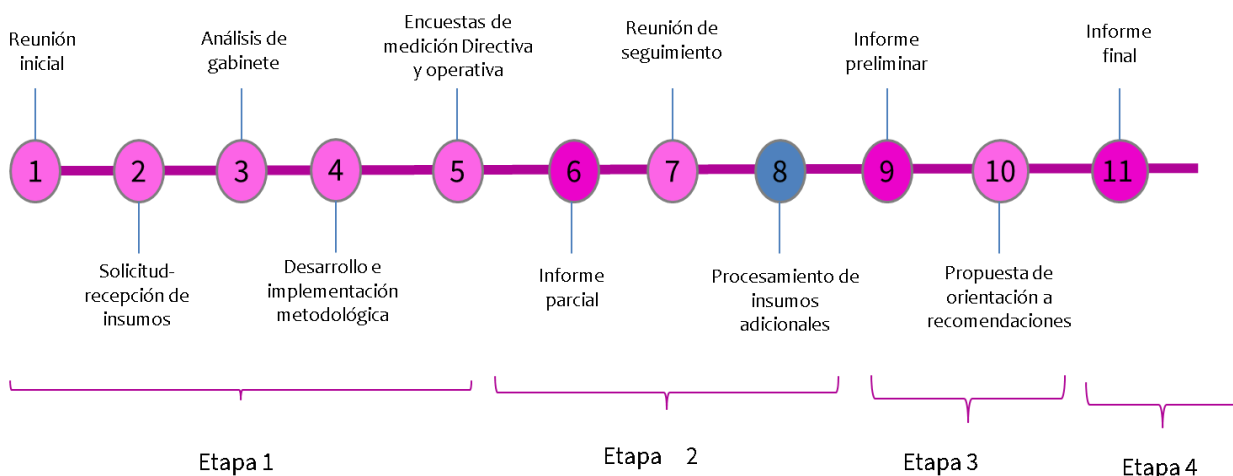 Reunión
inicial
Análisis de
gabinete
Encuestas de
medición Directiva
y operativa
Reunión de
seguimiento
Informe
preliminar
Informe
final
1
2
3
4
5
6
7
8
9
10
11
Solicitud-
recepción de
insumos
Desarrollo e
implementación
metodológica
Informe
parcial
Procesamiento de
insumos
adicionales
Propuesta de
orientación a
recomendaciones
Etapa 1
Etapa 2
Etapa 3
Etapa 4